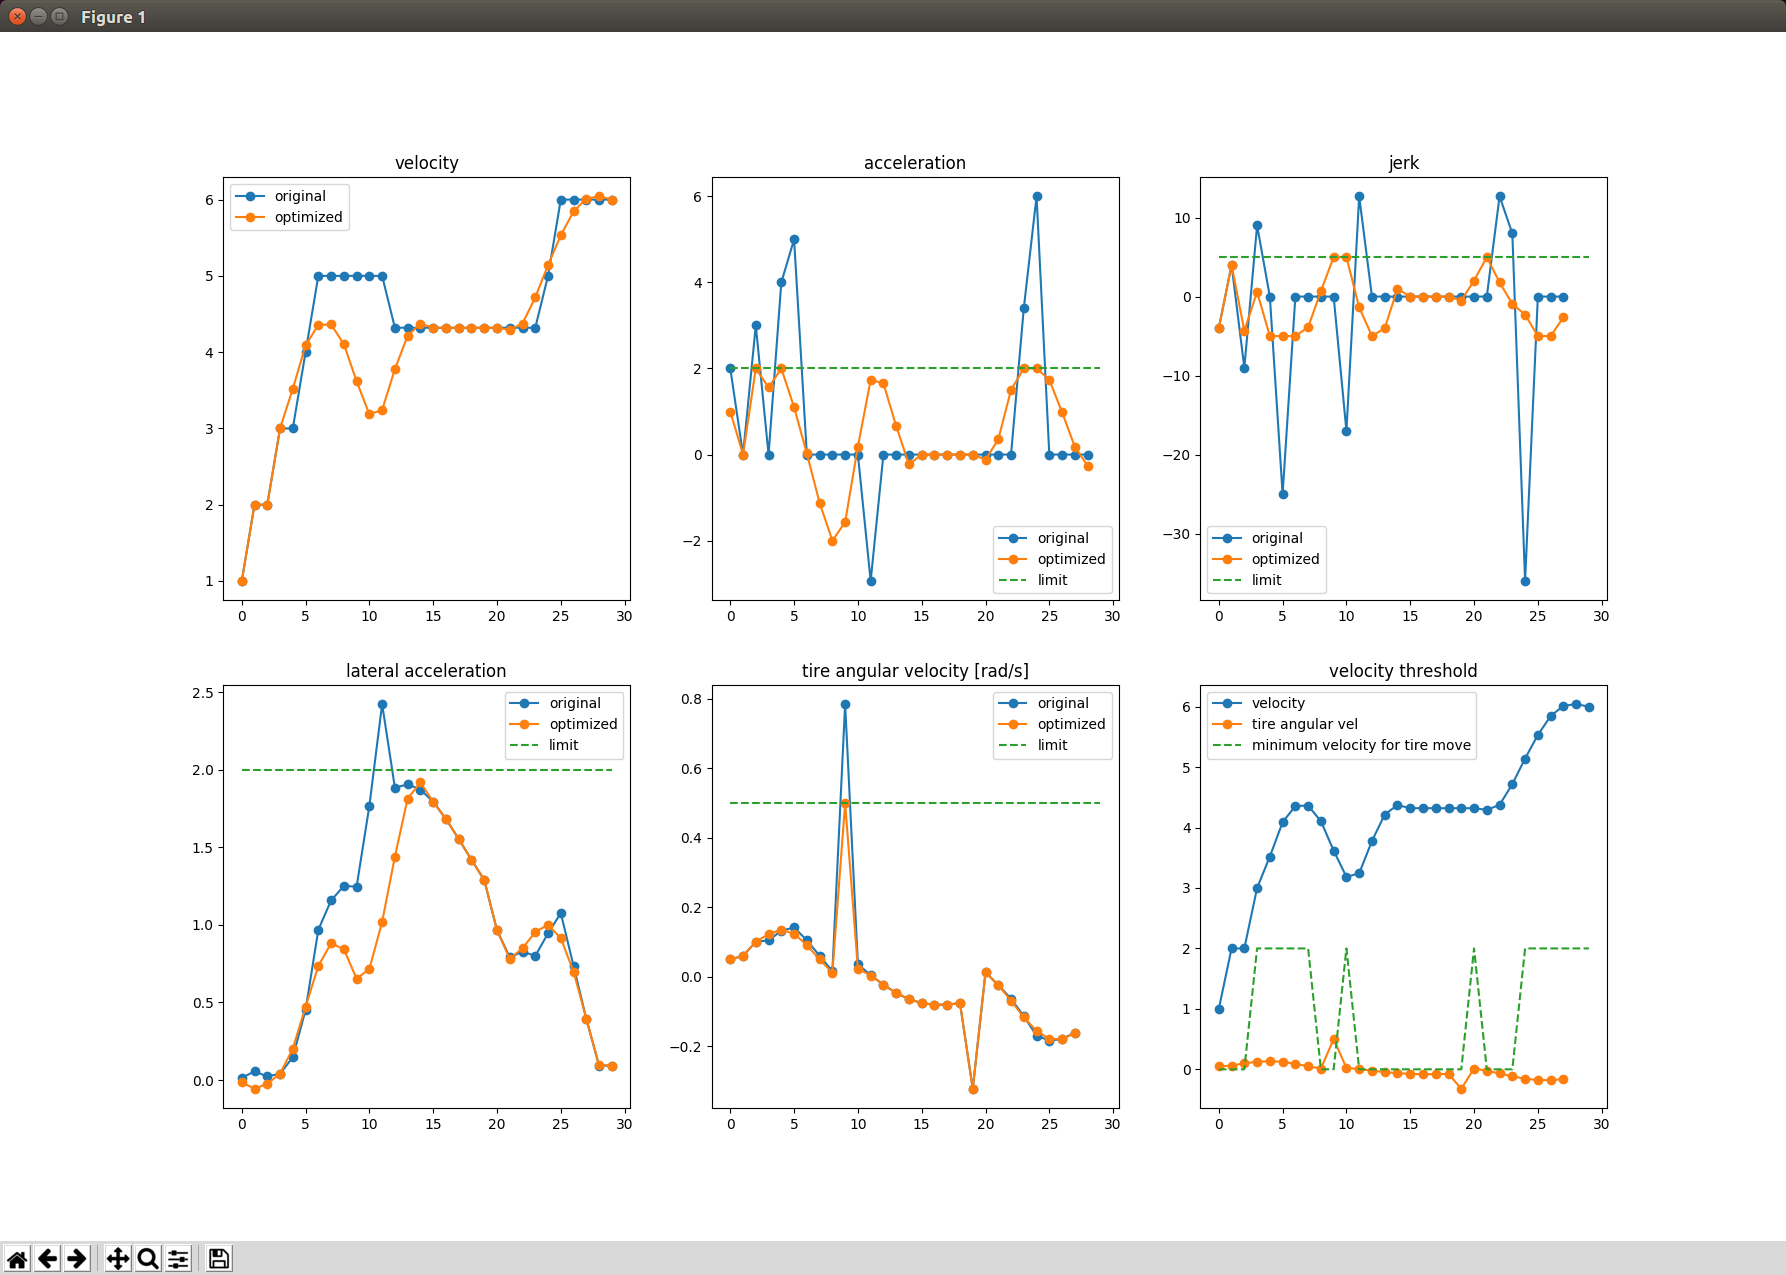 Figure 1
velocity
original
optimized
6
5
4
3
2
1
0 5 10 15 20 25 30
acceleration
6
4
2
0
−2
original
optimized
limit
0 5 10 15 20 25 30
jerk
10
0
−10
−20
−30
original
optimized
limit
0 5 10 15 20 25 30
lateral acceleration
original
optimized
limit
2.5
2.0
1.5
1.0
0.5
0.0
0 5 10 15 20 25 30
tire angular velocity [rad/s]
original
optimized
limit
0.8
0.6
0.4
0.2
0.0
−0.2
0 5 10 15 20 25 30
velocity threshold
velocity
tire angular vel
minimum velocity for tire move
6
5
4
3
2
1
0
0 5 10 15 20 25 30